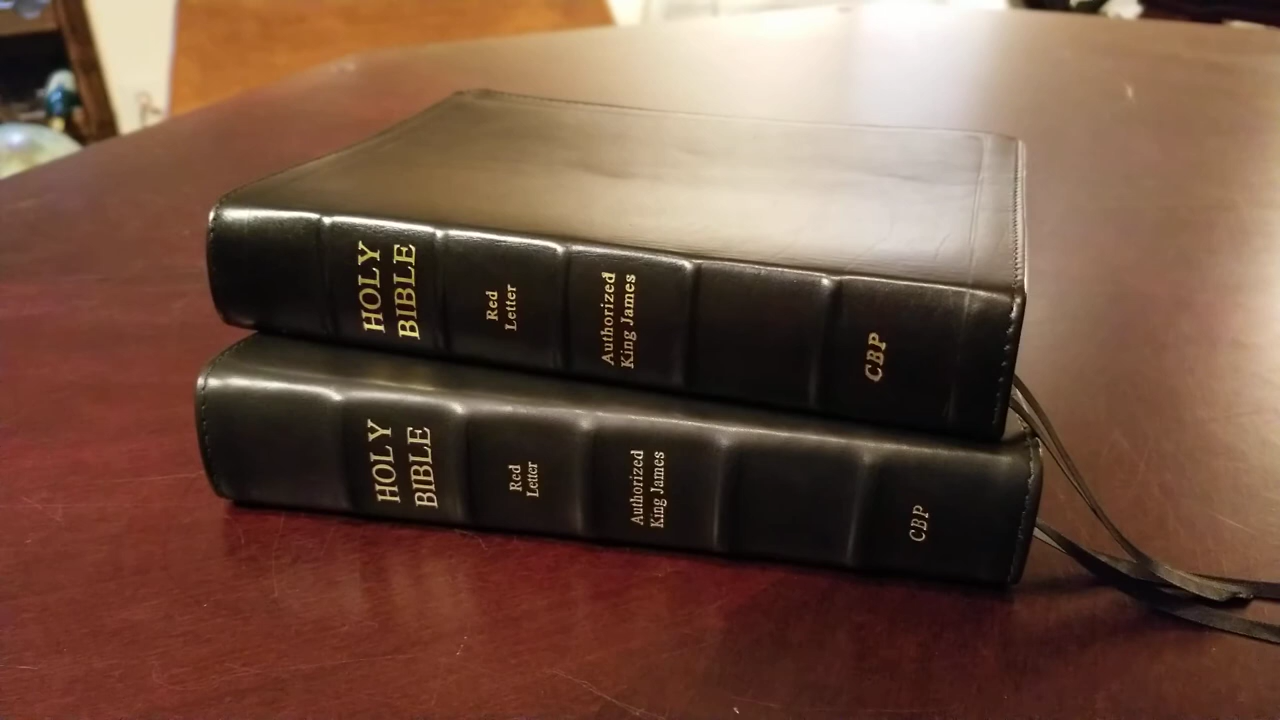 HOLY
BIBLE
Red
Letter
Authorized
King James
CBP
HOLY
BIBLE
Red
Letter
Authorized
King James
CBP